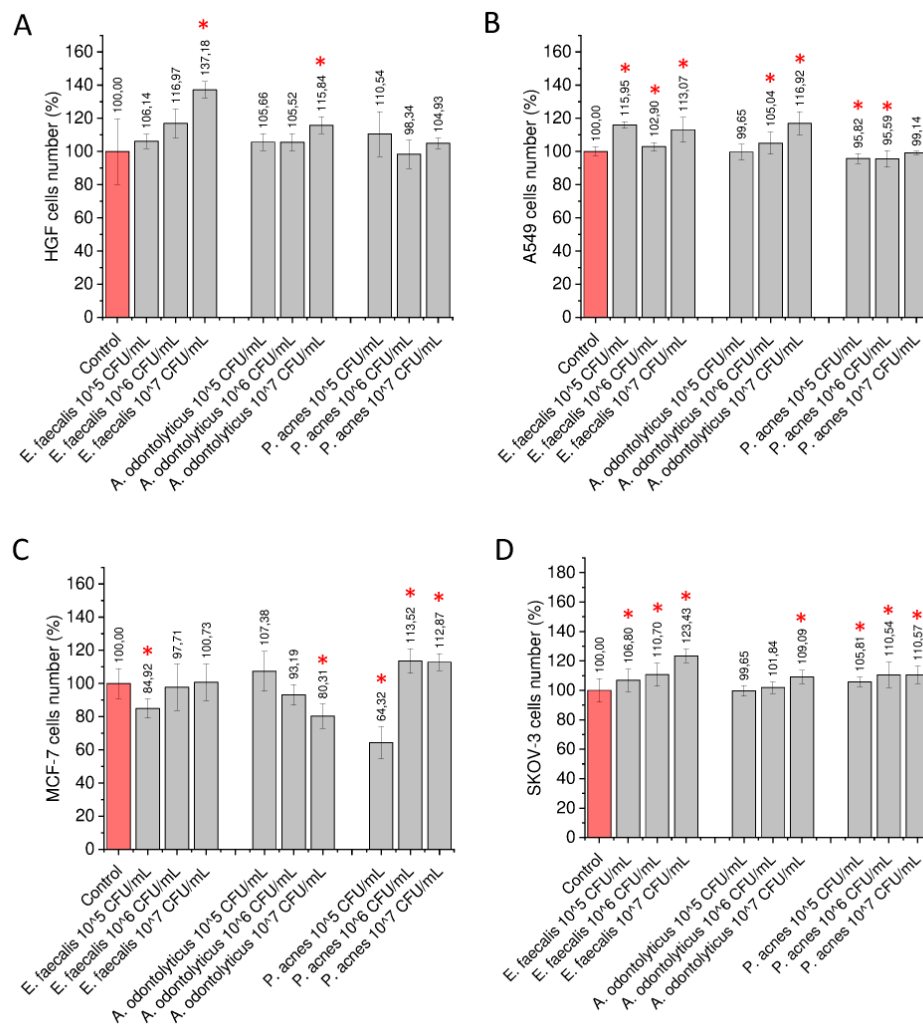 A
HGF cells number (%)
160
140
120
100
80
60
40
20
0
100,00
106,14
116,97
*
137,18
105,66
105,52
*
115,84
110,54
98,34
104,93
Control
E. faecalis 10^5 CFU/mL
E. faecalis 10^6 CFU/mL
E. faecalis 10^7 CFU/mL
A. odontolyticus 10^5 CFU/mL
A. odontolyticus 10^6 CFU/mL
A. odontolyticus 10^7 CFU/mL
P. acnes 10^5 CFU/mL
P. acnes 10^6 CFU/mL
P. acnes 10^7 CFU/mL
B
A549 cells number (%)
160
140
120
100
80
60
40
20
0
100,00
*
115,95
*
102,90
*
113,07
99,65
*
105,04
*
116,92
*
95,82
*
95,59
99,14
Control
E. faecalis 10^5 CFU/mL
E. faecalis 10^6 CFU/mL
E. faecalis 10^7 CFU/mL
A. odontolyticus 10^5 CFU/mL
A. odontolyticus 10^6 CFU/mL
A. odontolyticus 10^7 CFU/mL
P. acnes 10^5 CFU/mL
P. acnes 10^6 CFU/mL
P. acnes 10^7 CFU/mL
C
MCF-7 cells number (%)
160
140
120
100
80
60
40
20
0
100,00
*
84,92
97,71
100,73
107,38
93,19
*
80,31
*
64,32
*
113,52
*
112,87
Control
E. faecalis 10^5 CFU/mL
E. faecalis 10^6 CFU/mL
E. faecalis 10^7 CFU/mL
A. odontolyticus 10^5 CFU/mL
A. odontolyticus 10^6 CFU/mL
A. odontolyticus 10^7 CFU/mL
P. acnes 10^5 CFU/mL
P. acnes 10^6 CFU/mL
P. acnes 10^7 CFU/mL
D
SKOV-3 cells number (%)
180
160
140
120
100
80
60
40
20
0
100,00
*
106,80
*
110,70
*
123,43
99,65
101,84
*
109,09
*
105,81
*
110,54
*
110,57
Control
E. faecalis 10^5 CFU/mL
E. faecalis 10^6 CFU/mL
E. faecalis 10^7 CFU/mL
A. odontolyticus 10^5 CFU/mL
A. odontolyticus 10^6 CFU/mL
A. odontolyticus 10^7 CFU/mL
P. acnes 10^5 CFU/mL
P. acnes 10^6 CFU/mL
P. acnes 10^7 CFU/mL